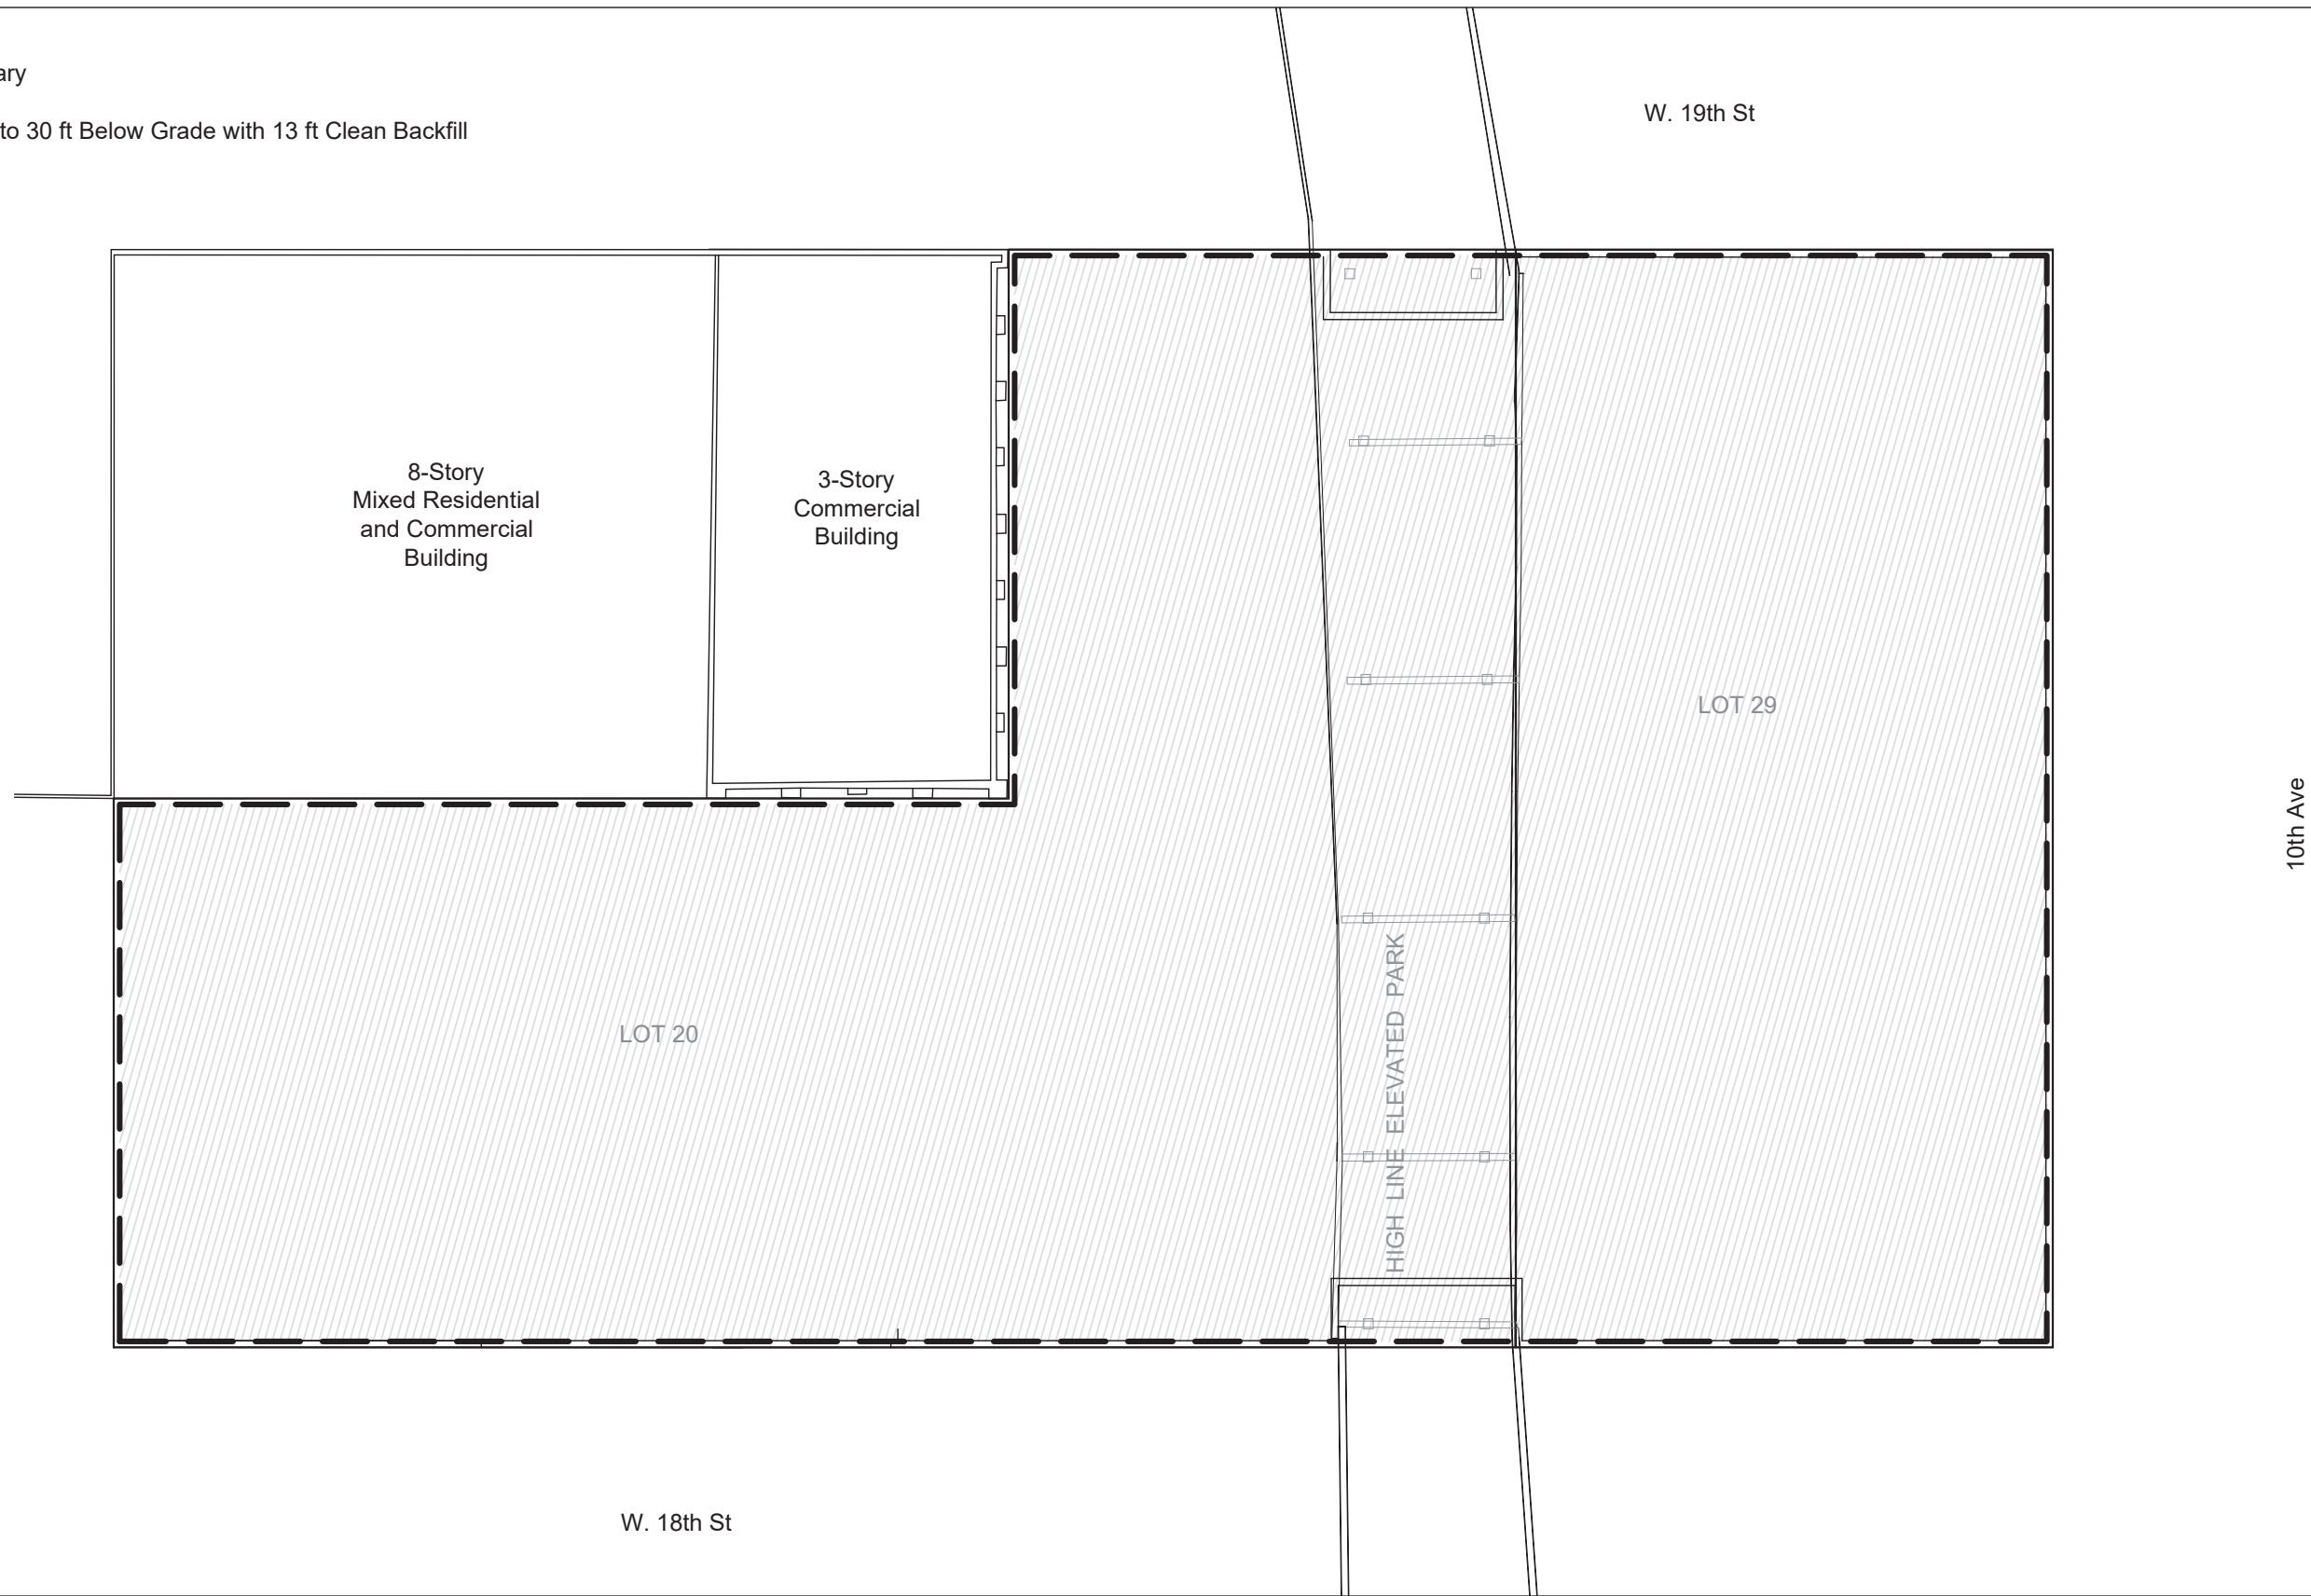 to 30 ft Below Grade with 13 ft Clean Backfill
W. 19th St
8-Story
Mixed Residential
and Commercial
Building
3-Story
Commercial
Building
LOT 29
10th Ave
HIGH LINE ELEVATED PARK
LOT 20
W. 18th St